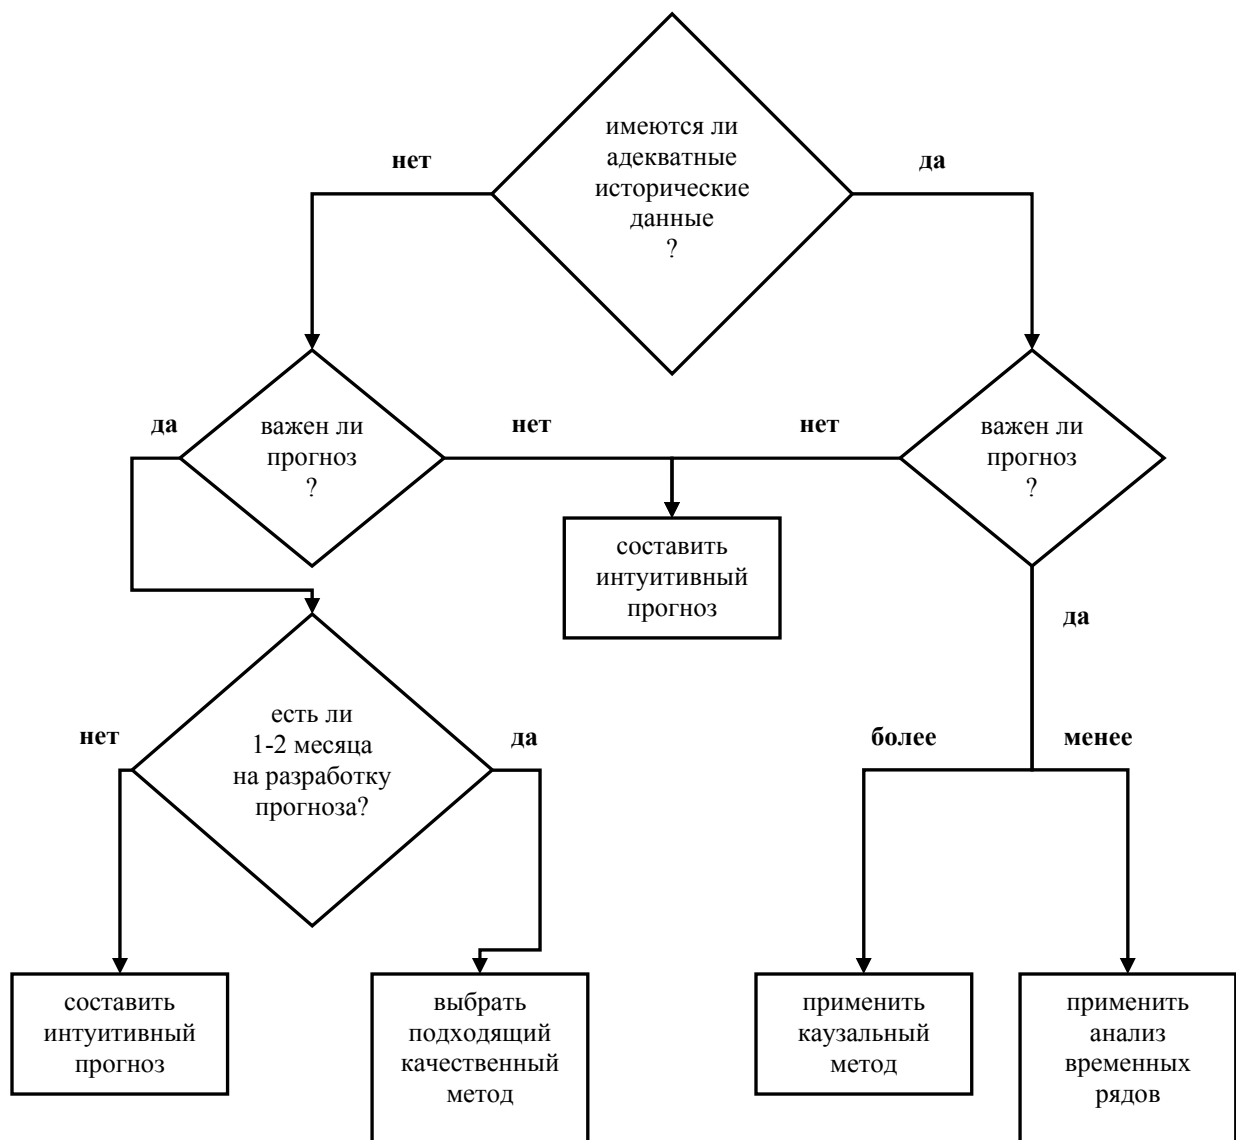 имеются ли
адекватные
исторические
данные
?
нет
да
да
важен ли
прогноз
?
нет
нет
важен ли
прогноз
?
составить
интуитивный
прогноз
да
нет
есть ли
1-2 месяца
на разработку
прогноза?
да
более
менее
составить
интуитивный
прогноз
выбрать
подходящий
качественный
метод
применить
каузальный
метод
применить
анализ
временных
рядов